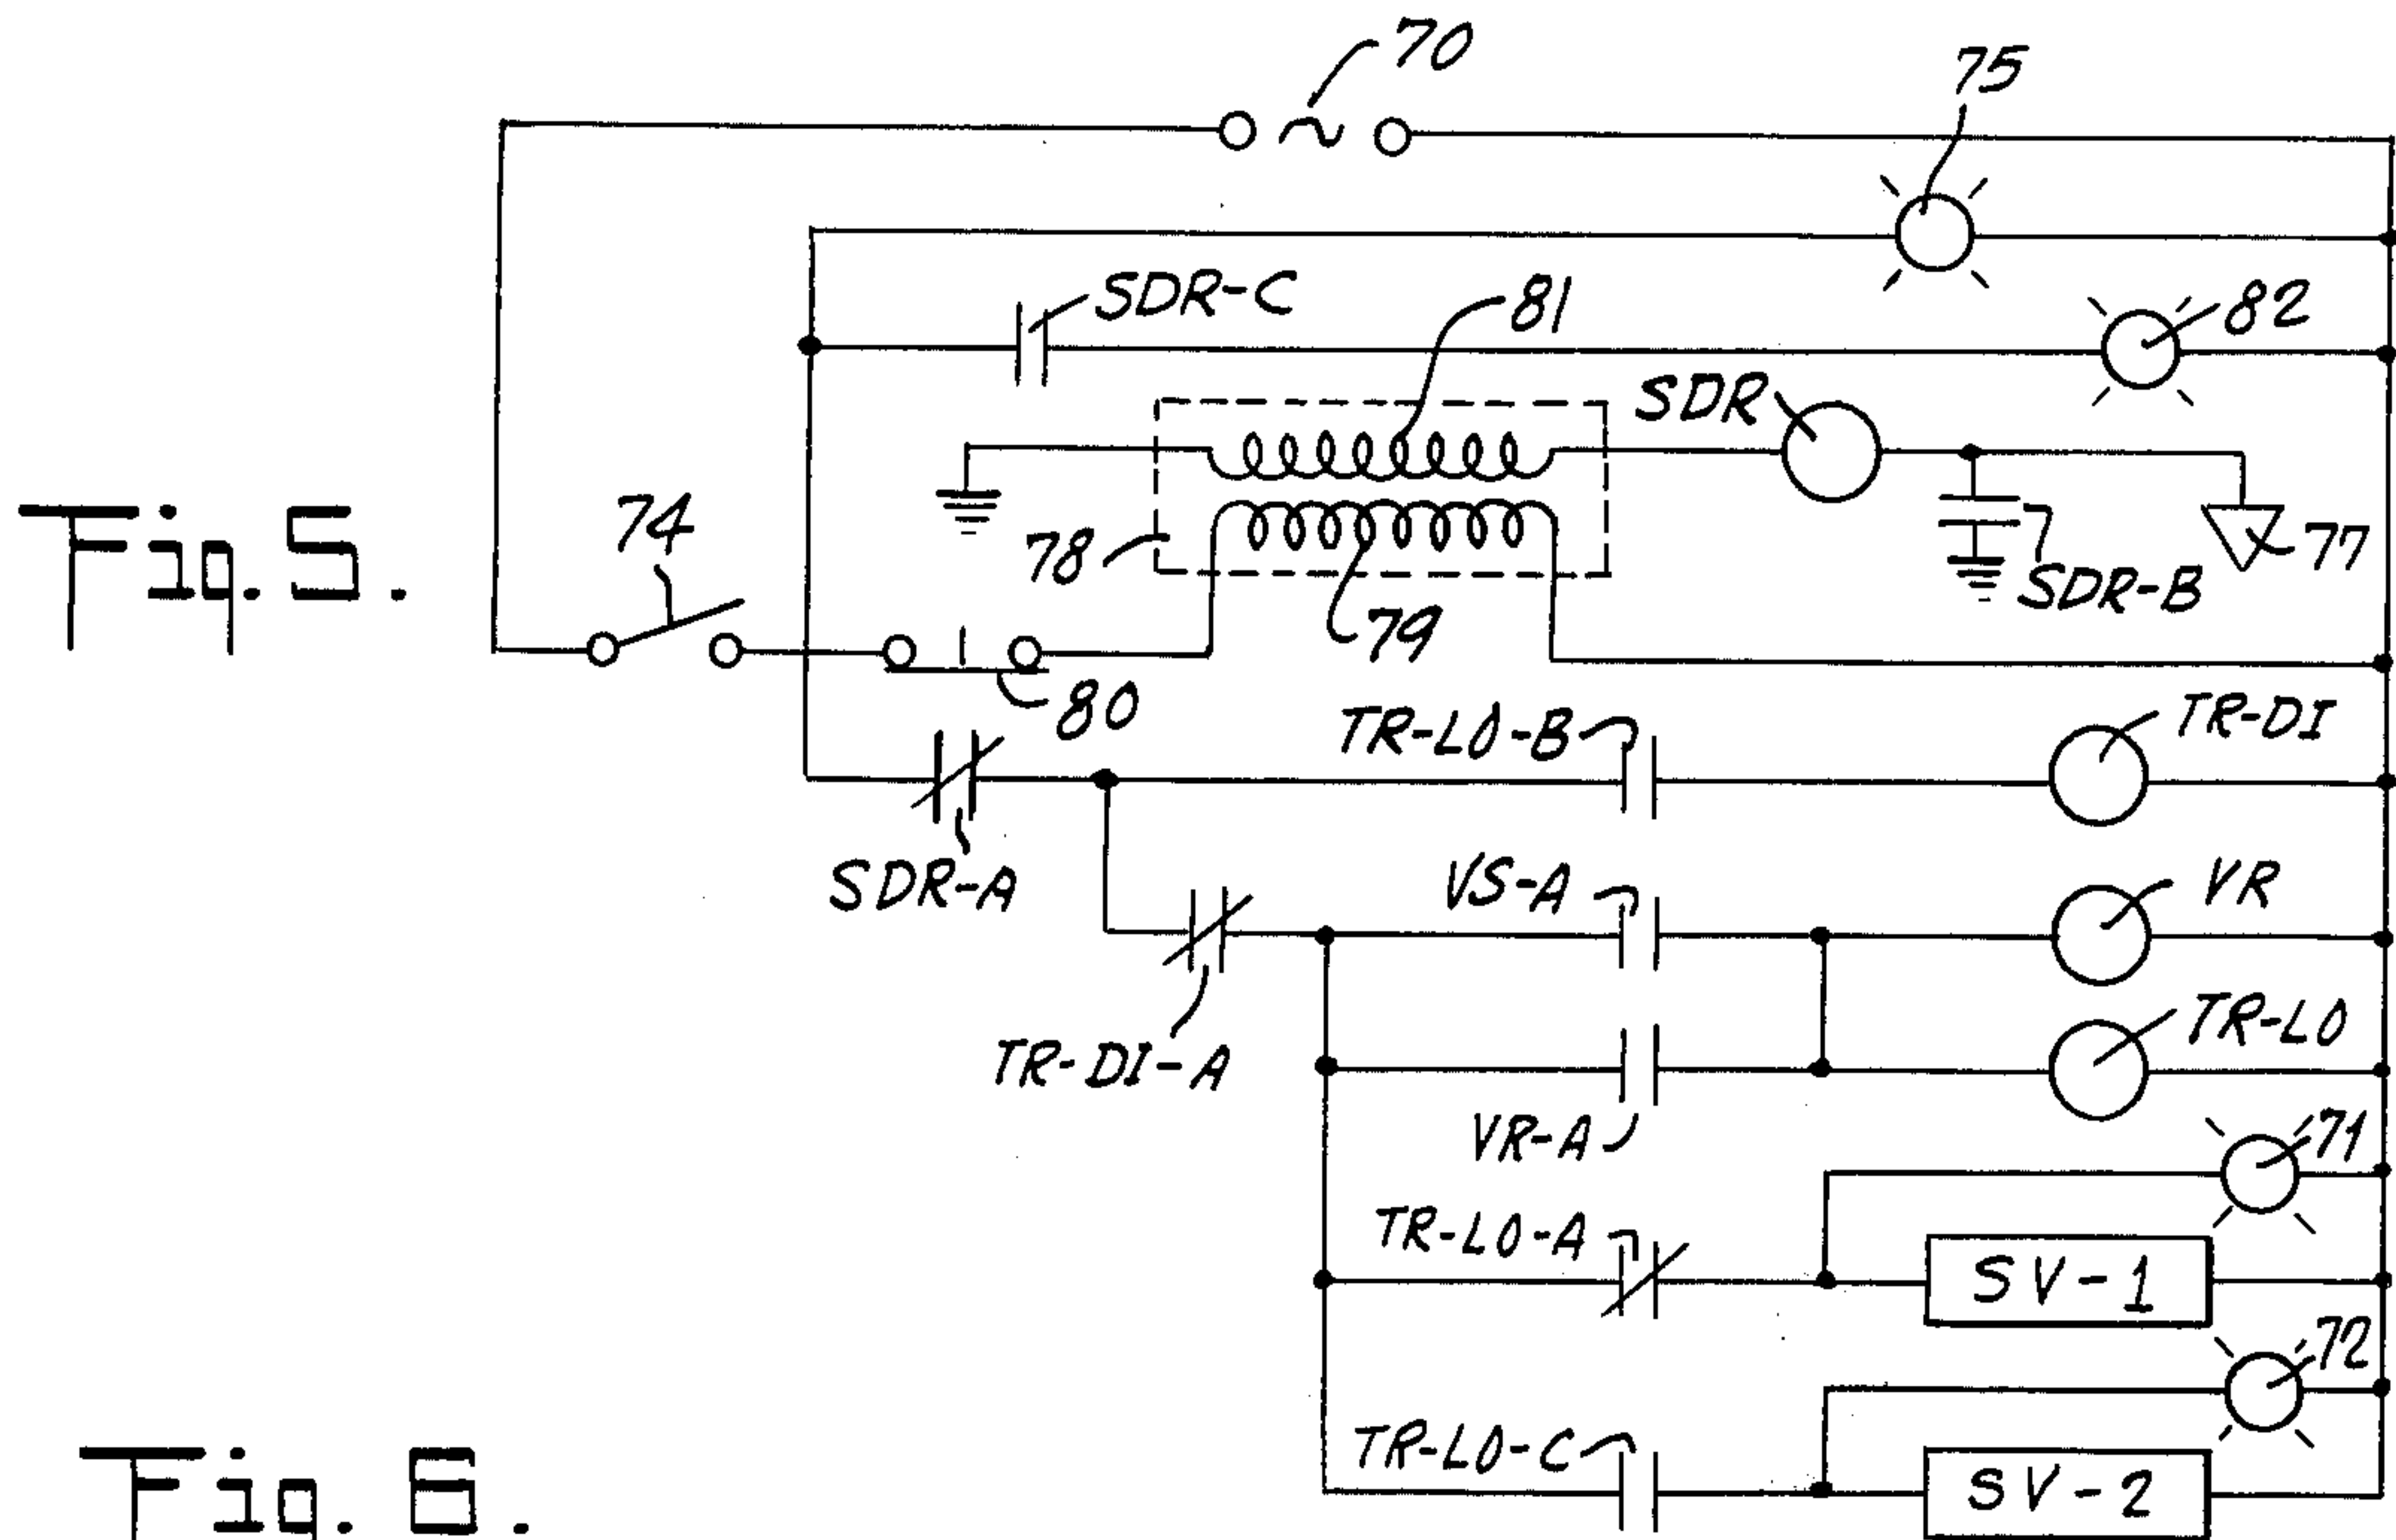 70
75
SDR-C
81
82
SDR
Fig. 5.
74
78
77
SDR-B
79
80
TR-LO-B
TR-DI
SDR-A
VS-A
VR
TR-DI-A
TR-LO
VR-A
71
TR-LO-A
SV-1
72
TR-LO-C
SV-2
Fig. 6.